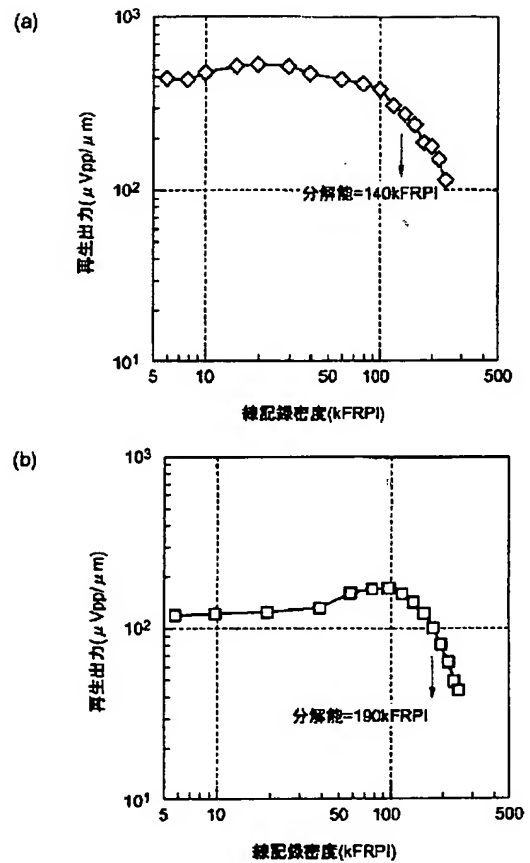 (a)
10³
10²
10¹
再生出力(μVpp/μm)
分解能=140kFRPI
5 10 50 100 500
線記録密度(kFRPI)
(b)
10³
10²
10¹
再生出力(μVpp/μm)
分解能=190kFRPI
5 10 50 100 500
線記録密度(kFRPI)